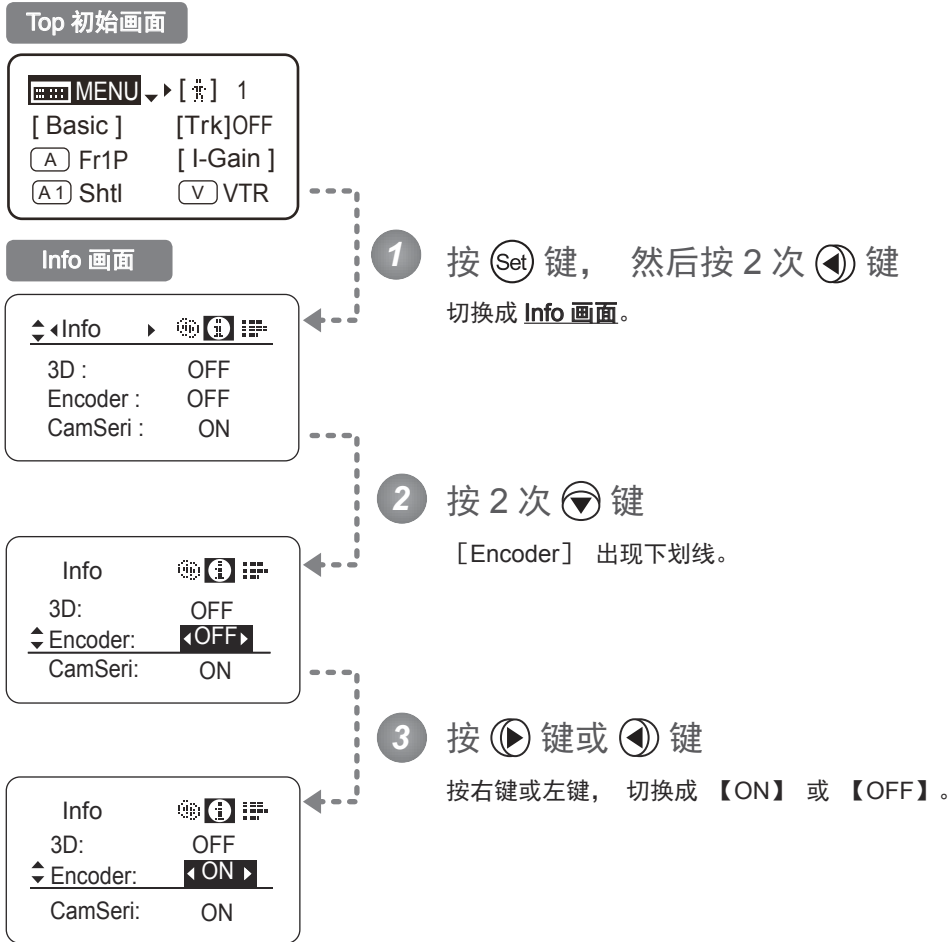 Top 初始画面
MENU [ ] 1
[ Basic ] [Trk]OFF
A Fr1P [ I-Gain ]
A 1 Shtl V VTR
Info 画面
1 按 Set 键， 然后按 2 次 键
切换成 Info 画面。
Info
3D : OFF
Encoder : OFF
CamSeri : ON
2 按 2 次 键
［Encoder］ 出现下划线。
Info
3D: OFF
Encoder: OFF
CamSeri: ON
3 按 键或 键
按右键或左键， 切换成 【ON】 或 【OFF】。
Info
3D: OFF
Encoder: ON
CamSeri: ON